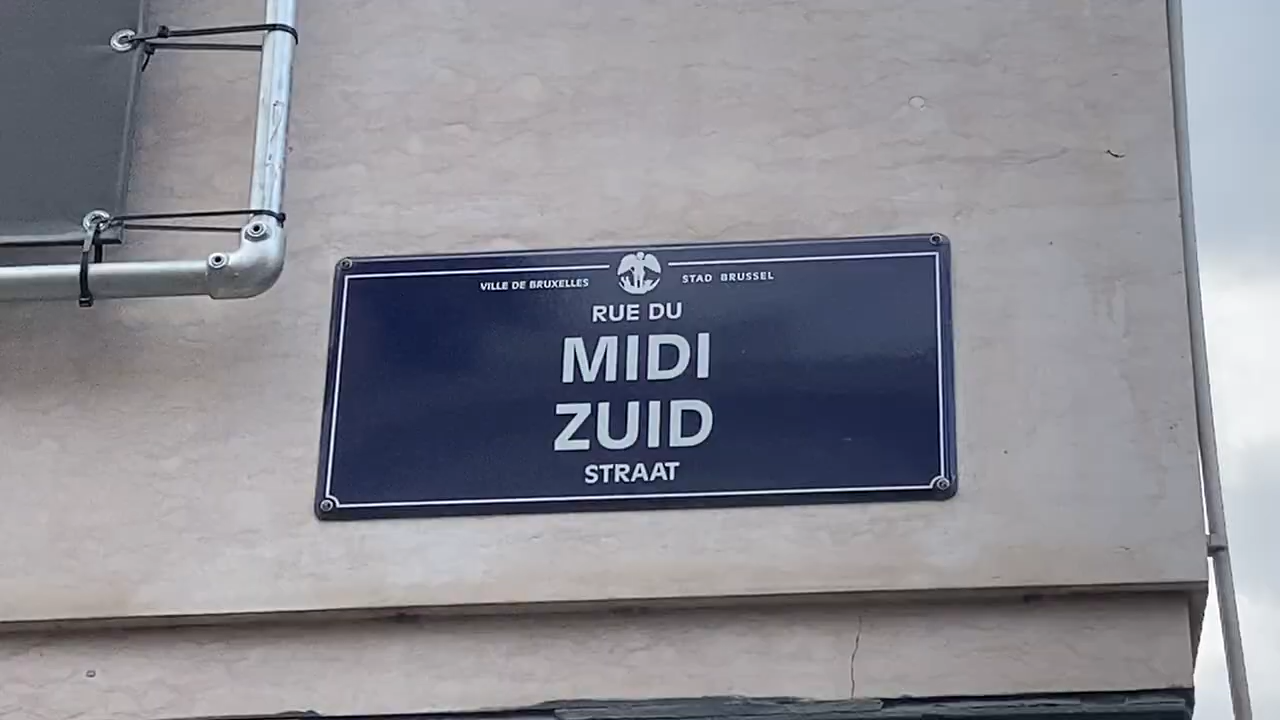 VILLE DE BRUXELLES STAD BRUSSEL
RUE DU
MIDI
ZUID
STRAAT